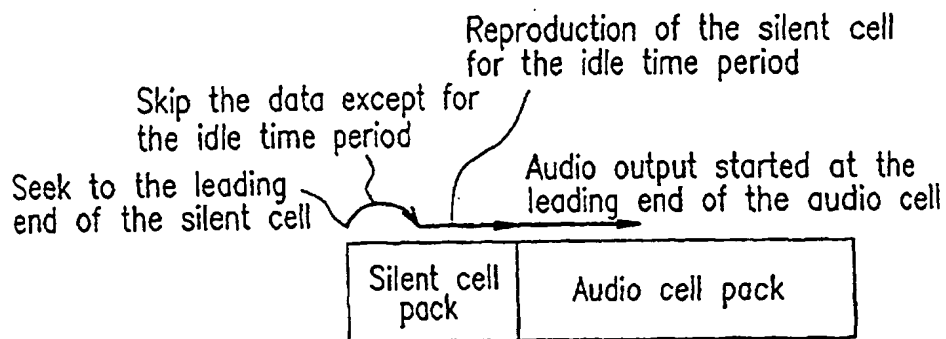 Reproduction of the silent cell
for the idle time period
Skip the data except for
the idle time period
Seek to the leading
end of the silent cell
Audio output started at the
leading end of the audio cell
Silent cell
pack
Audio cell pack